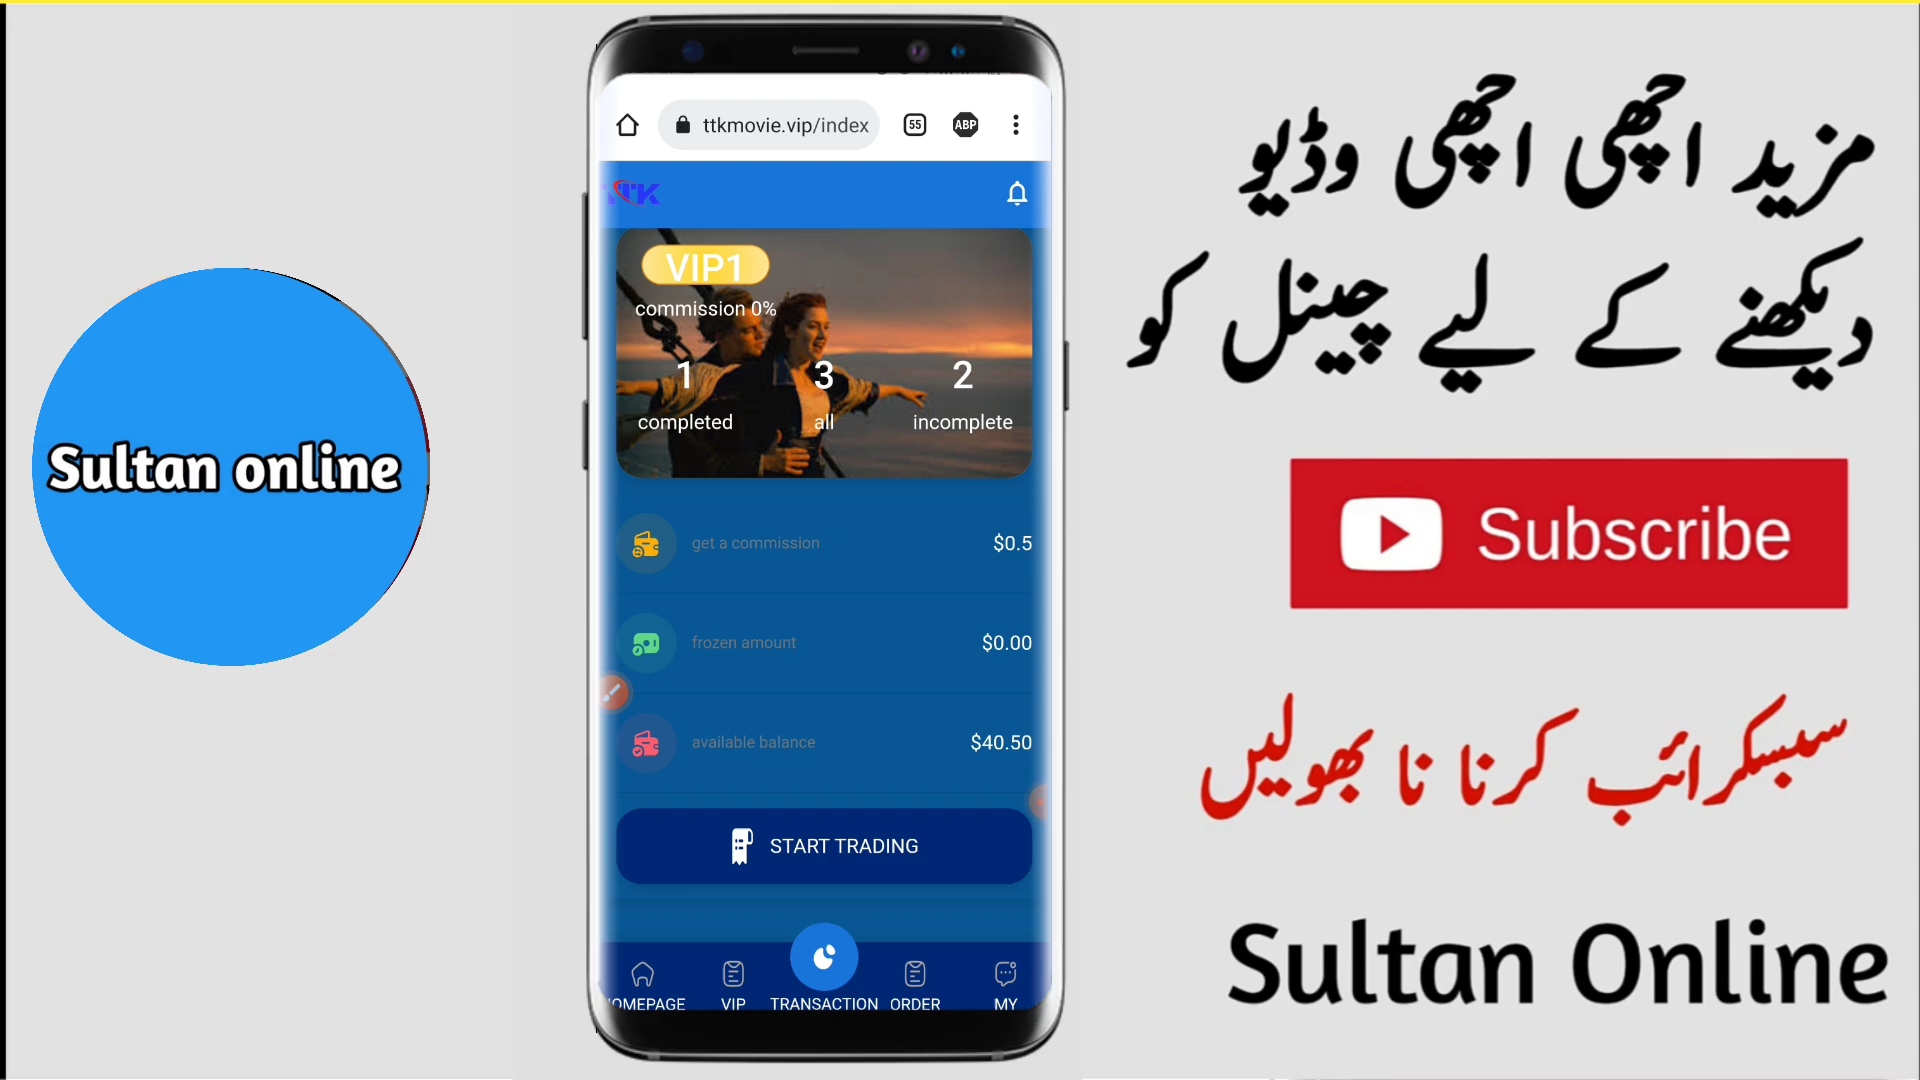 Sultan online
ttkmovie.vip/index
55
ABP
TTK
VIP1
commission 0%
1
3
2
completed
all
incomplete
get a commission
$0.5
frozen amount
$0.00
available balance
$40.50
START TRADING
OMEPAGE
VIP
TRANSACTION
ORDER
MY
مزید اچھی اچھی وڈیو
دیکھنے کے لیے چینل کو
Subscribe
سبسکرائب کرنا نا بھولیں
Sultan Online